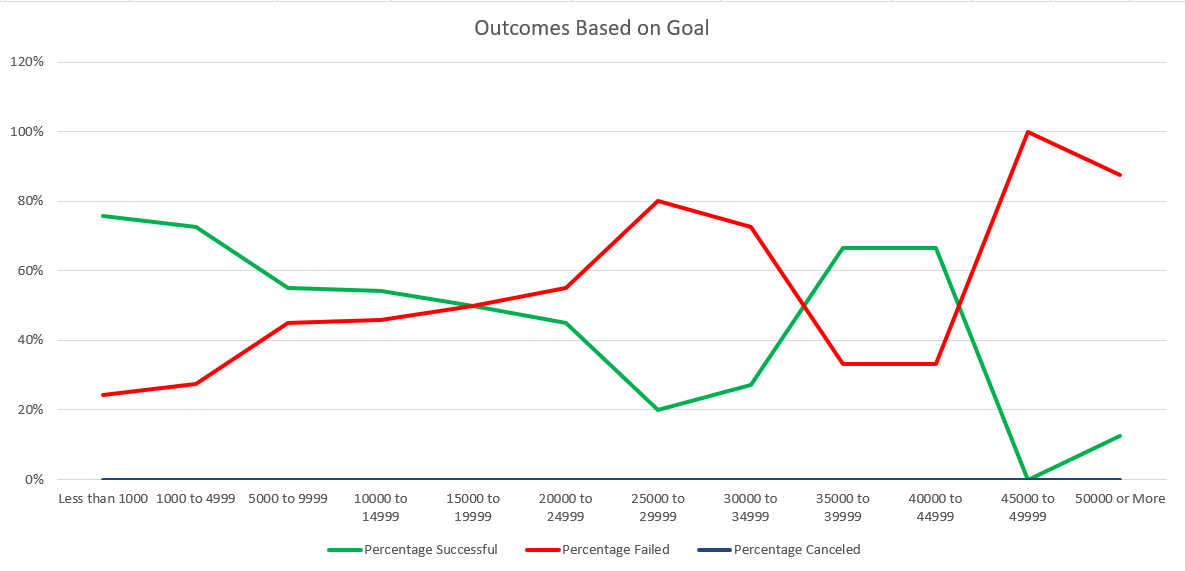 Outcomes Based on Goal
120%
100%
80%
60%
40%
20%
0%
Less than 1000
1000 to 4999
5000 to 9999
10000 to
14999
15000 to
19999
20000 to
24999
25000 to
29999
30000 to
34999
35000 to
39999
40000 to
44999
45000 to
49999
50000 or More
Percentage Successful
Percentage Failed
Percentage Canceled